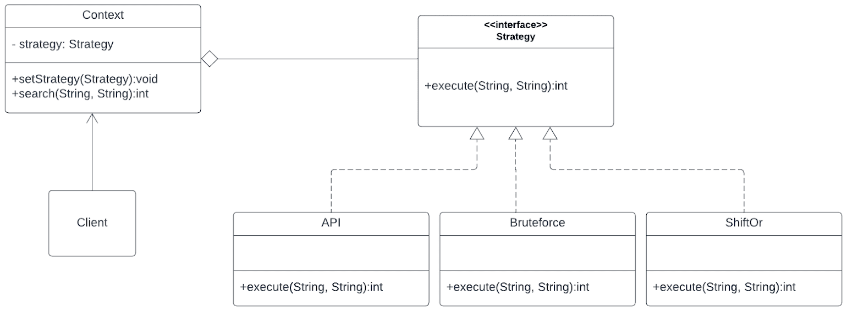 Context
- strategy: Strategy
+setStrategy(Strategy):void
+search(String, String):int
<<interface>>
Strategy
+execute(String, String):int
Client
API
+execute(String, String):int
Bruteforce
+execute(String, String):int
ShiftOr
+execute(String, String):int